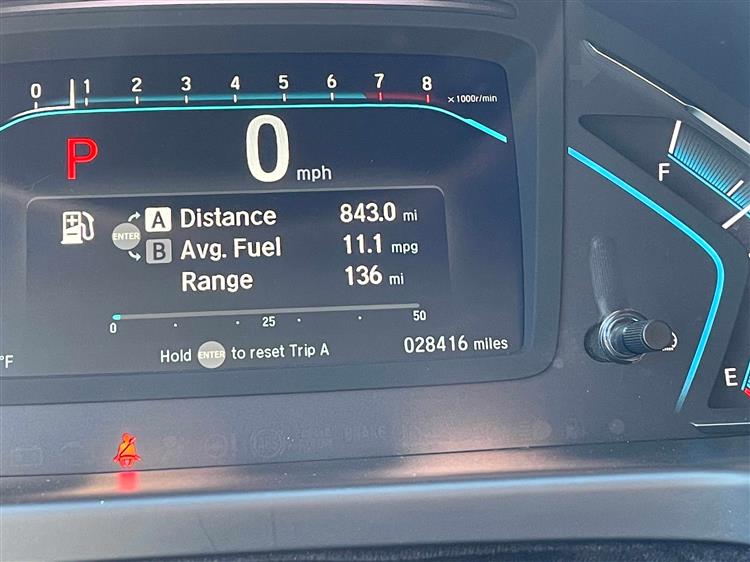 0 1 2 3 4 5 6 7 8 x1000r/min
P 0 mph
F
A Distance 843.0 mi
ENTER
B Avg. Fuel 11.1 mpg
Range 136 mi
0 25 50
°F Hold ENTER to reset Trip A 028416 miles
E